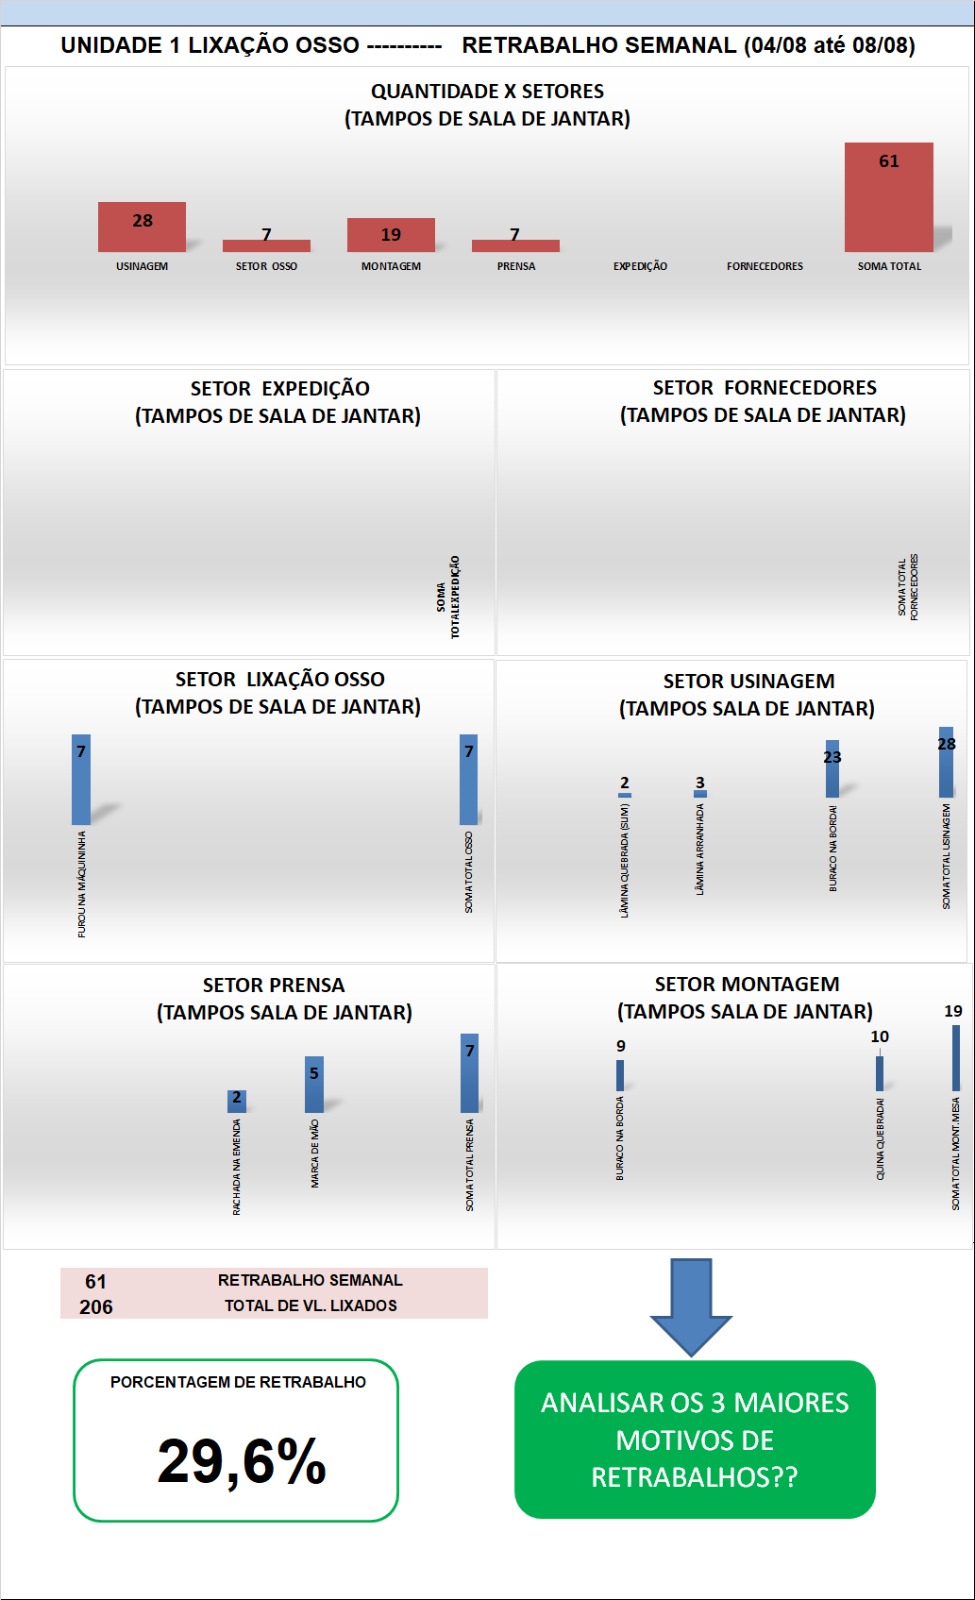 UNIDADE 1 LIXAÇÃO OSSO ---------- RETRABALHO SEMANAL (04/08 até 08/08)
QUANTIDADE X SETORES
(TAMPOS DE SALA DE JANTAR)
28
7
19
7
61
USINAGEM
SETOR OSSO
MONTAGEM
PRENSA
EXPEDIÇÃO
FORNECEDORES
SOMA TOTAL
SETOR EXPEDIÇÃO
(TAMPOS DE SALA DE JANTAR)
SOMA
TOTALEXPEDIÇÃO
SETOR FORNECEDORES
(TAMPOS DE SALA DE JANTAR)
SOMA TOTAL
FORNECEDORES
SETOR LIXAÇÃO OSSO
(TAMPOS DE SALA DE JANTAR)
7
7
FUROU NA MÁQUININHA
SOMA TOTAL OSSO
SETOR USINAGEM
(TAMPOS SALA DE JANTAR)
2
3
23
28
LÂMINA QUEBRADA (SUM)
LÂMINA ARRANHADA
BURACO NA BORDA!
SOMA TOTAL USINAGEM
SETOR PRENSA
(TAMPOS SALA DE JANTAR)
2
5
7
RACHADA NA EMENDA
MARCA DE MÃO
SOMA TOTAL PRENSA
SETOR MONTAGEM
(TAMPOS SALA DE JANTAR)
9
10
19
BURACO NA BORDA
QUINA QUEBRADA!
SOMA TOTAL MONT.MESA
61 RETRABALHO SEMANAL
206 TOTAL DE VL. LIXADOS
PORCENTAGEM DE RETRABALHO
29,6%
ANALISAR OS 3 MAIORES
MOTIVOS DE
RETRABALHOS??